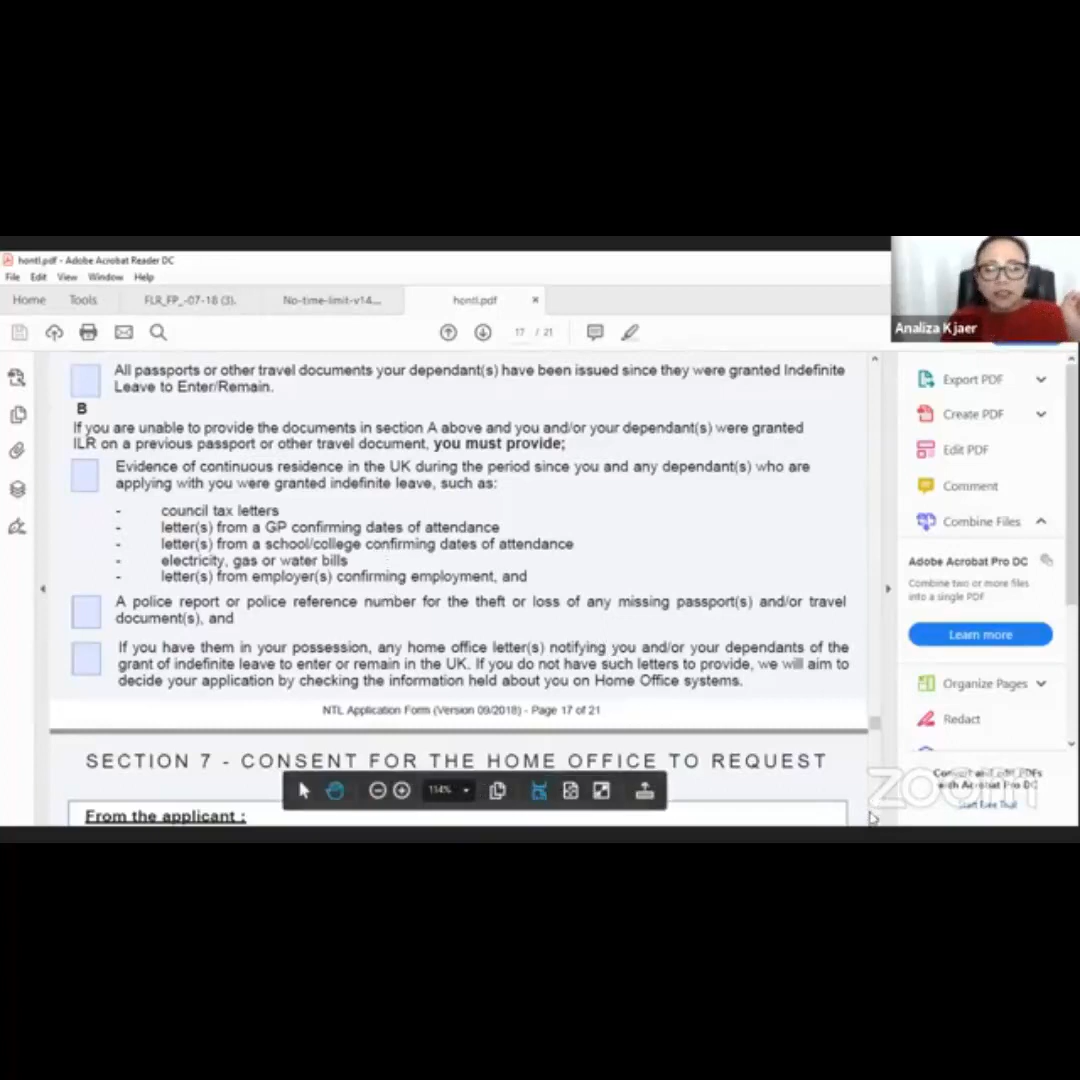 hontl.pdf - Adobe Acrobat Reader DC
File Edit View Window Help
Home Tools FLR_FP_-07-18 (3). No-time-limit-v14... hontl.pdf ×
17 / 21
Analiza Kjaer
All passports or other travel documents your dependant(s) have been issued since they were granted Indefinite
Leave to Enter/Remain.
B
If you are unable to provide the documents in section A above and you and/or your dependant(s) were granted
ILR on a previous passport or other travel document, you must provide;
Evidence of continuous residence in the UK during the period since you and any dependant(s) who are
applying with you were granted indefinite leave, such as:
- council tax letters
- letter(s) from a GP confirming dates of attendance
- letter(s) from a school/college confirming dates of attendance
- electricity, gas or water bills
- letter(s) from employer(s) confirming employment, and
A police report or police reference number for the theft or loss of any missing passport(s) and/or travel
document(s), and
If you have them in your possession, any home office letter(s) notifying you and/or your dependants of the
grant of indefinite leave to enter or remain in the UK. If you do not have such letters to provide, we will aim to
decide your application by checking the information held about you on Home Office systems.
NTL Application Form (Version 09/2018) - Page 17 of 21
SECTION 7 - CONSENT FOR THE HOME OFFICE TO REQUEST
114%
From the applicant :
Export PDF
Create PDF
Edit PDF
Comment
Combine Files
Adobe Acrobat Pro DC
Combine two or more files
into a single PDF
Learn more
Organize Pages
Redact
Convert and edit PDFs
with Acrobat Pro DC
Start Free Trial
zoom